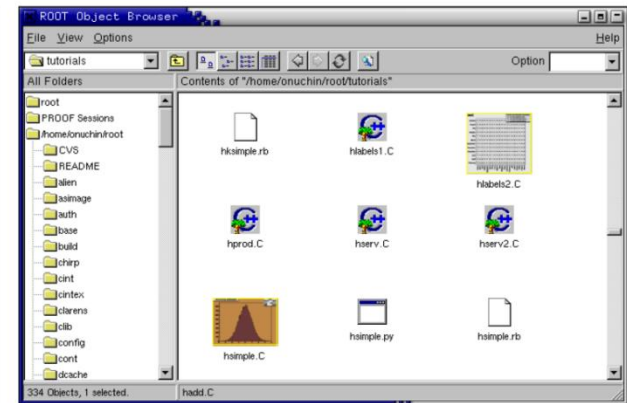 ROOT Object Browser
File View Options Help
tutorials Option
All Folders Contents of "/home/onuchin/root/tutorials"
root
PROOF Sessions
/home/onuchin/root
CVS
README
alien
asimage
auth
base
build
chirp
cint
cintex
clarens
clib
config
cont
dcache
hksimple.rb hlabels1.C hlabels2.C
hprod.C hserv.C hserv2.C
hsimple.C hsimple.py hsimple.rb
334 Objects, 1 selected. hadd.C